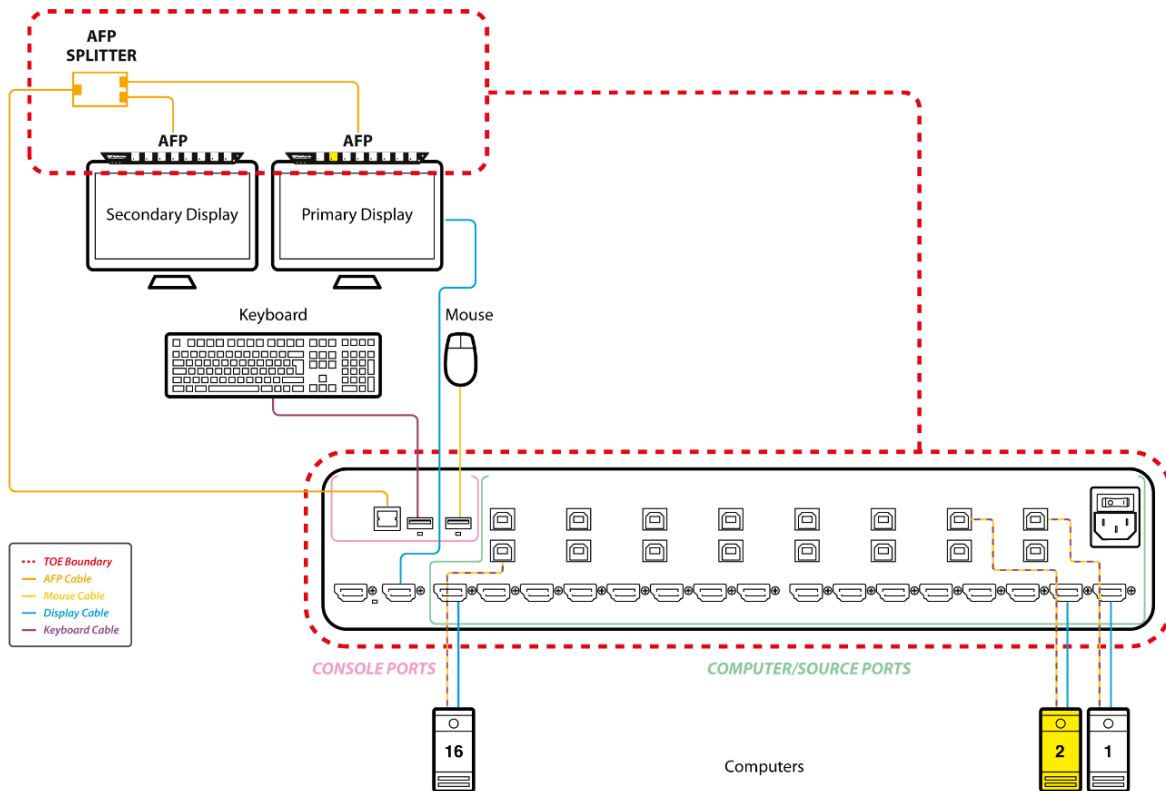 AFP
SPLITTER
AFP
AFP
Secondary Display
Primary Display
Keyboard
Mouse
TOE Boundary
AFP Cable
Mouse Cable
Display Cable
Keyboard Cable
CONSOLE PORTS
COMPUTER/SOURCE PORTS
16
2
1
Computers